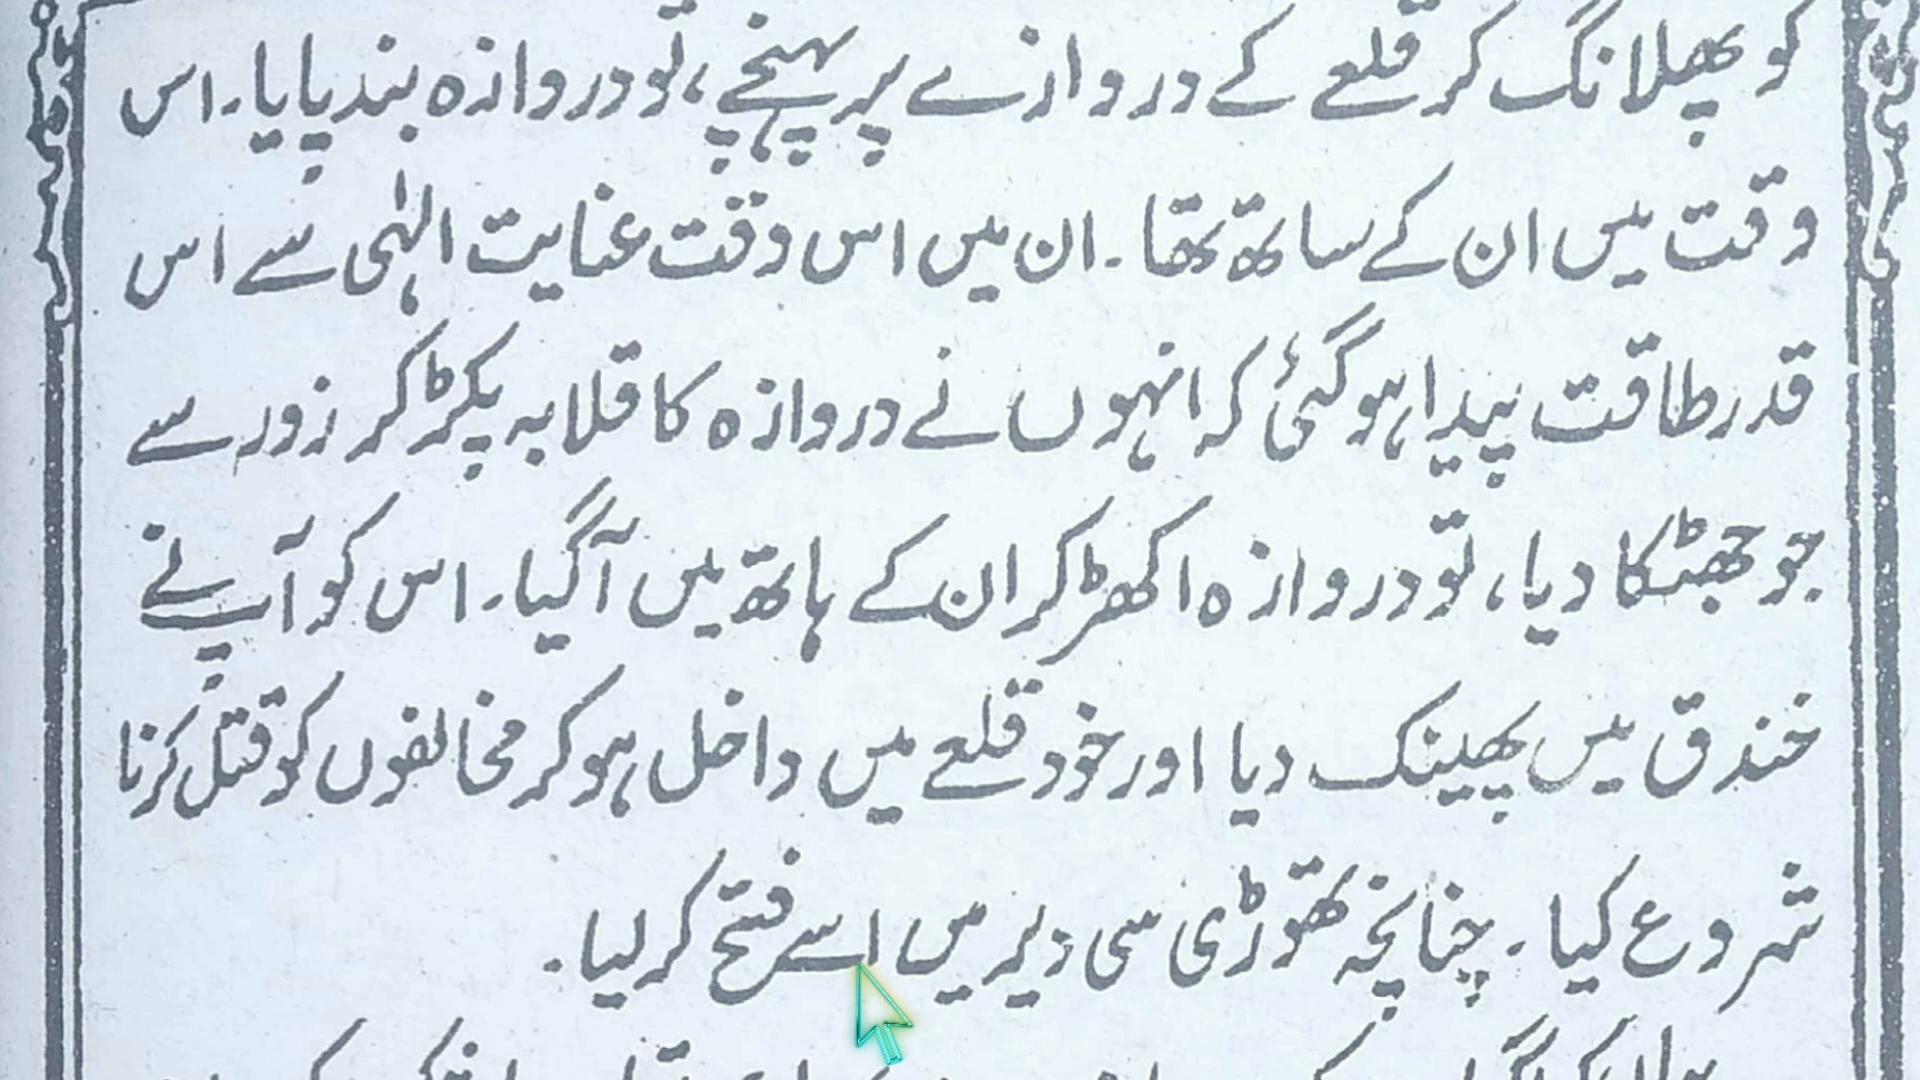 کو پھلانگ کر قلعے کے دروازے پر پہنچے، تو دروازہ بند پایا۔ اس
وقت میں ان کے ساتھ تھا۔ ان میں اس وقت عنایت الٰہی سے اس
قدر طاقت پیدا ہو گئی کہ انہوں نے دروازہ کا قلابہ پکڑ کر زور سے
جو جھٹکا دیا، تو دروازہ اکھڑ کر ان کے ہاتھ میں آگیا۔ اس کو آپ نے
خندق میں پھینک دیا اور خود قلعے میں داخل ہو کر مخالفوں کو قتل کرنا
شروع کیا۔ چنانچہ تھوڑی سی دیر میں اسے فتح کر لیا۔